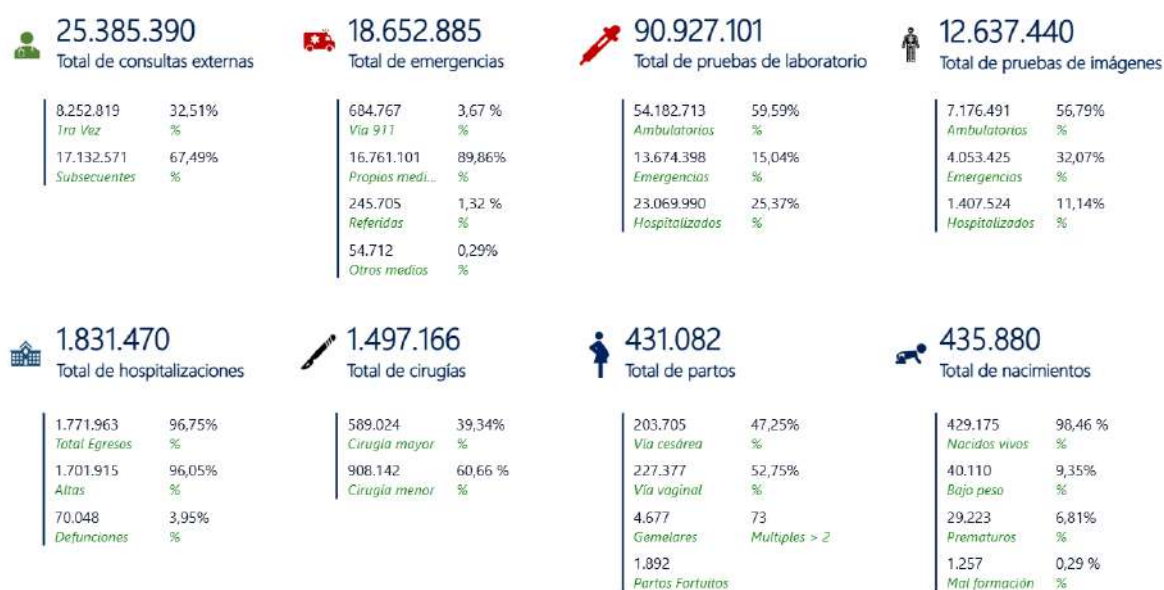 25.385.390
Total de consultas externas
8.252.819 32,51%
1ra Vez %
17.132.571 67,49%
Subsecuentes %
18.652.885
Total de emergencias
684.767 3,67 %
Vía 911 %
16.761.101 89,86%
Propios medi... %
245.705 1,32 %
Referidas %
54.712 0,29%
Otros medios %
90.927.101
Total de pruebas de laboratorio
54.182.713 59,59%
Ambulatorios %
13.674.398 15,04%
Emergencias %
23.069.990 25,37%
Hospitalizados %
12.637.440
Total de pruebas de imágenes
7.176.491 56,79%
Ambulatorios %
4.053.425 32,07%
Emergencias %
1.407.524 11,14%
Hospitalizados %
1.831.470
Total de hospitalizaciones
1.771.963 96,75%
Total Egresos %
1.701.915 96,05%
Altas %
70.048 3,95%
Defunciones %
1.497.166
Total de cirugías
589.024 39,34%
Cirugía mayor %
908.142 60,66 %
Cirugía menor %
431.082
Total de partos
203.705 47,25%
Vía cesárea %
227.377 52,75%
Vía vaginal %
4.677 73
Gemelares Multiples > 2
1.892
Partos Fortuitos
435.880
Total de nacimientos
429.175 98,46 %
Nacidos vivos %
40.110 9,35%
Bajo peso %
29.223 6,81%
Prematuros %
1.257 0,29 %
Mal formación %